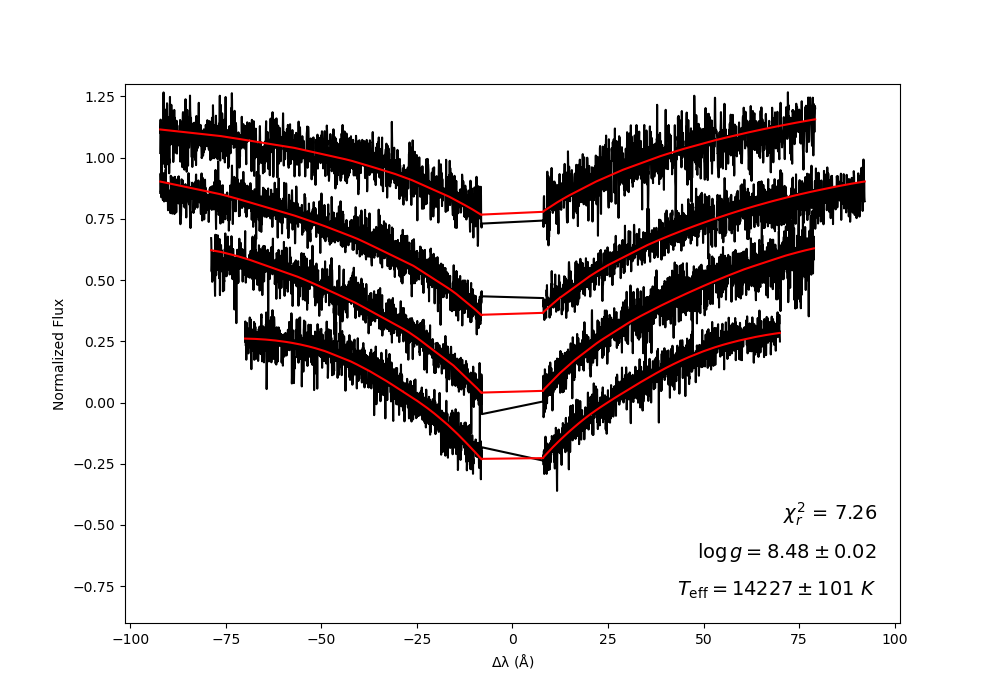 1.25
1.00
0.75
0.50
0.25
0.00
−0.25
−0.50
−0.75
Normalized Flux
χ²ᵣ = 7.26
log g = 8.48 ± 0.02
T_eff = 14227 ± 101 K
−100 −75 −50 −25 0 25 50 75 100
Δλ (Å)